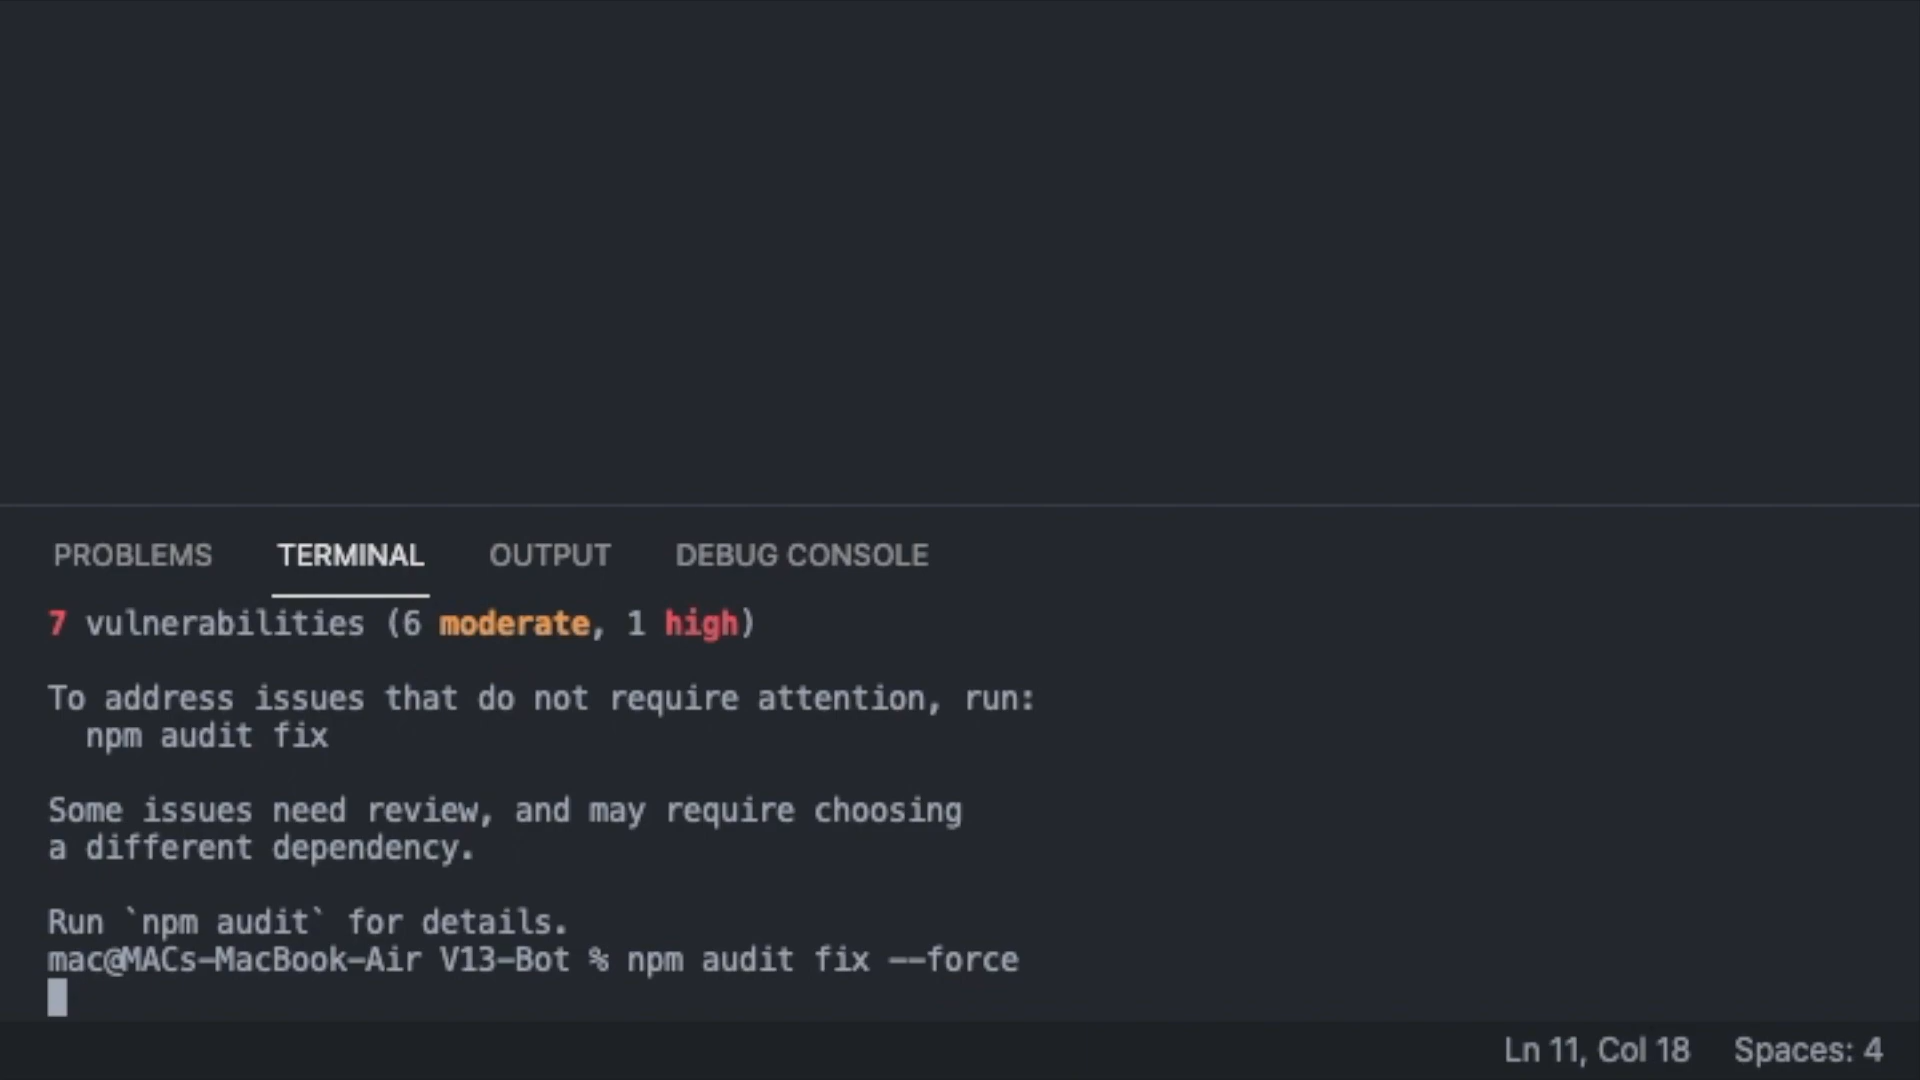 PROBLEMS TERMINAL OUTPUT DEBUG CONSOLE
7 vulnerabilities (6 moderate, 1 high)
To address issues that do not require attention, run:
npm audit fix
Some issues need review, and may require choosing
a different dependency.
Run `npm audit` for details.
mac@MACs-MacBook-Air V13-Bot % npm audit fix --force
Ln 11, Col 18 Spaces: 4